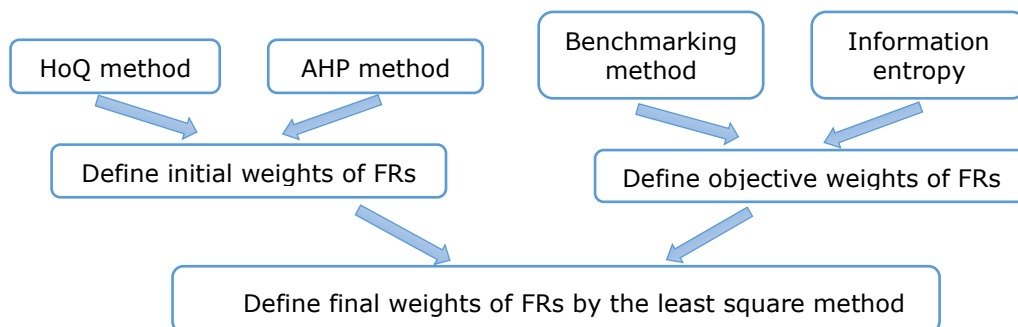 HoQ method
AHP method
Benchmarking
method
Information
entropy
Define initial weights of FRs
Define objective weights of FRs
Define final weights of FRs by the least square method